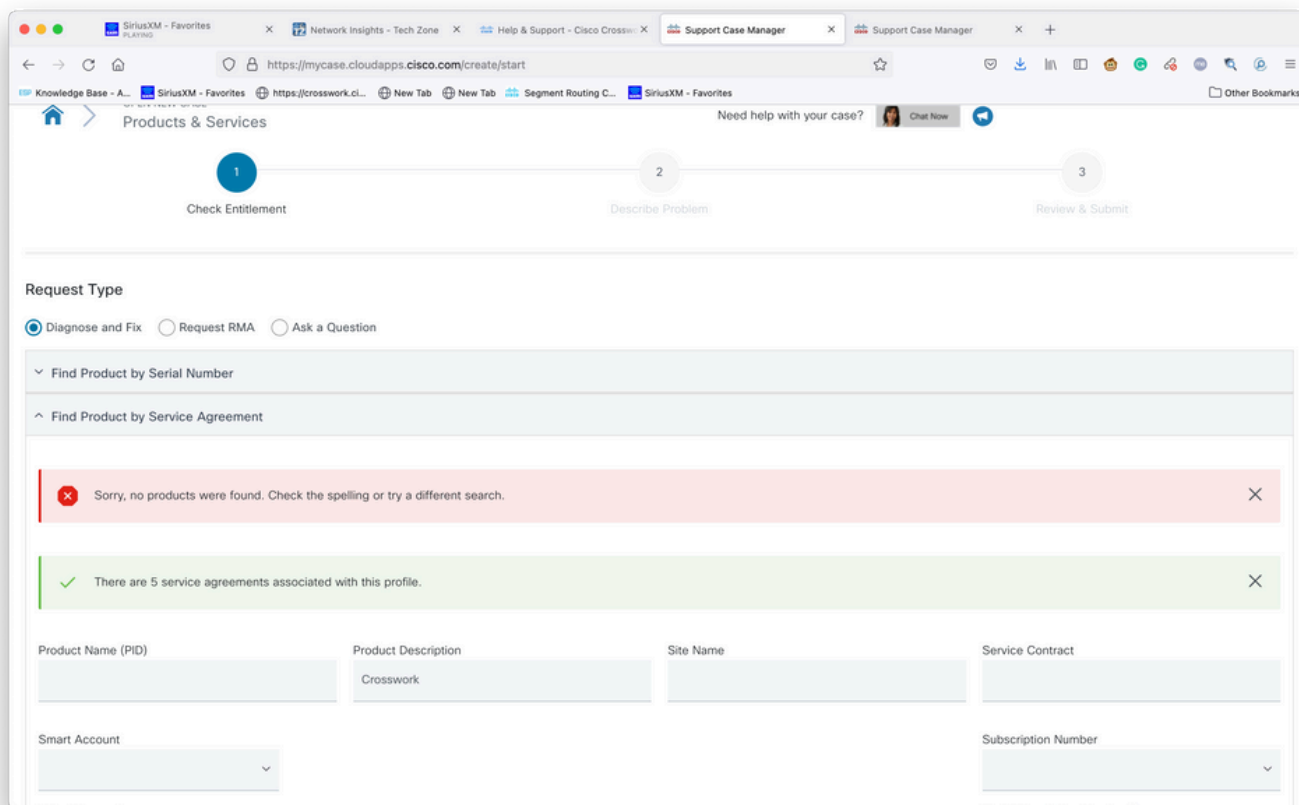 SiriusXM - Favorites
PLAYING
Network Insights - Tech Zone
Help & Support - Cisco Crosswo
Support Case Manager
Support Case Manager
https://mycase.cloudapps.cisco.com/create/start
Knowledge Base - A...
SiriusXM - Favorites
https://crosswork.ci...
New Tab
New Tab
Segment Routing C...
SiriusXM - Favorites
Other Bookmarks
OPEN NEW CASE
Products & Services
Need help with your case?
Chat Now
1
2
3
Check Entitlement
Describe Problem
Review & Submit
Request Type
Diagnose and Fix
Request RMA
Ask a Question
Find Product by Serial Number
Find Product by Service Agreement
Sorry, no products were found. Check the spelling or try a different search.
There are 5 service agreements associated with this profile.
Product Name (PID)
Product Description
Site Name
Service Contract
Crosswork
Smart Account
Subscription Number